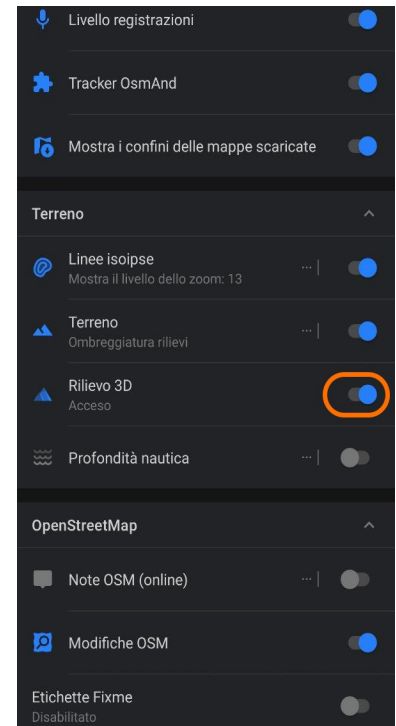 Livello registrazioni
Tracker OsmAnd
Mostra i confini delle mappe scaricate
Terreno
Linee isoipse
Mostra il livello dello zoom: 13
Terreno
Ombreggiatura rilievi
Rilievo 3D
Acceso
Profondità nautica
OpenStreetMap
Note OSM (online)
Modifiche OSM
Etichette Fixme
Disabilitato